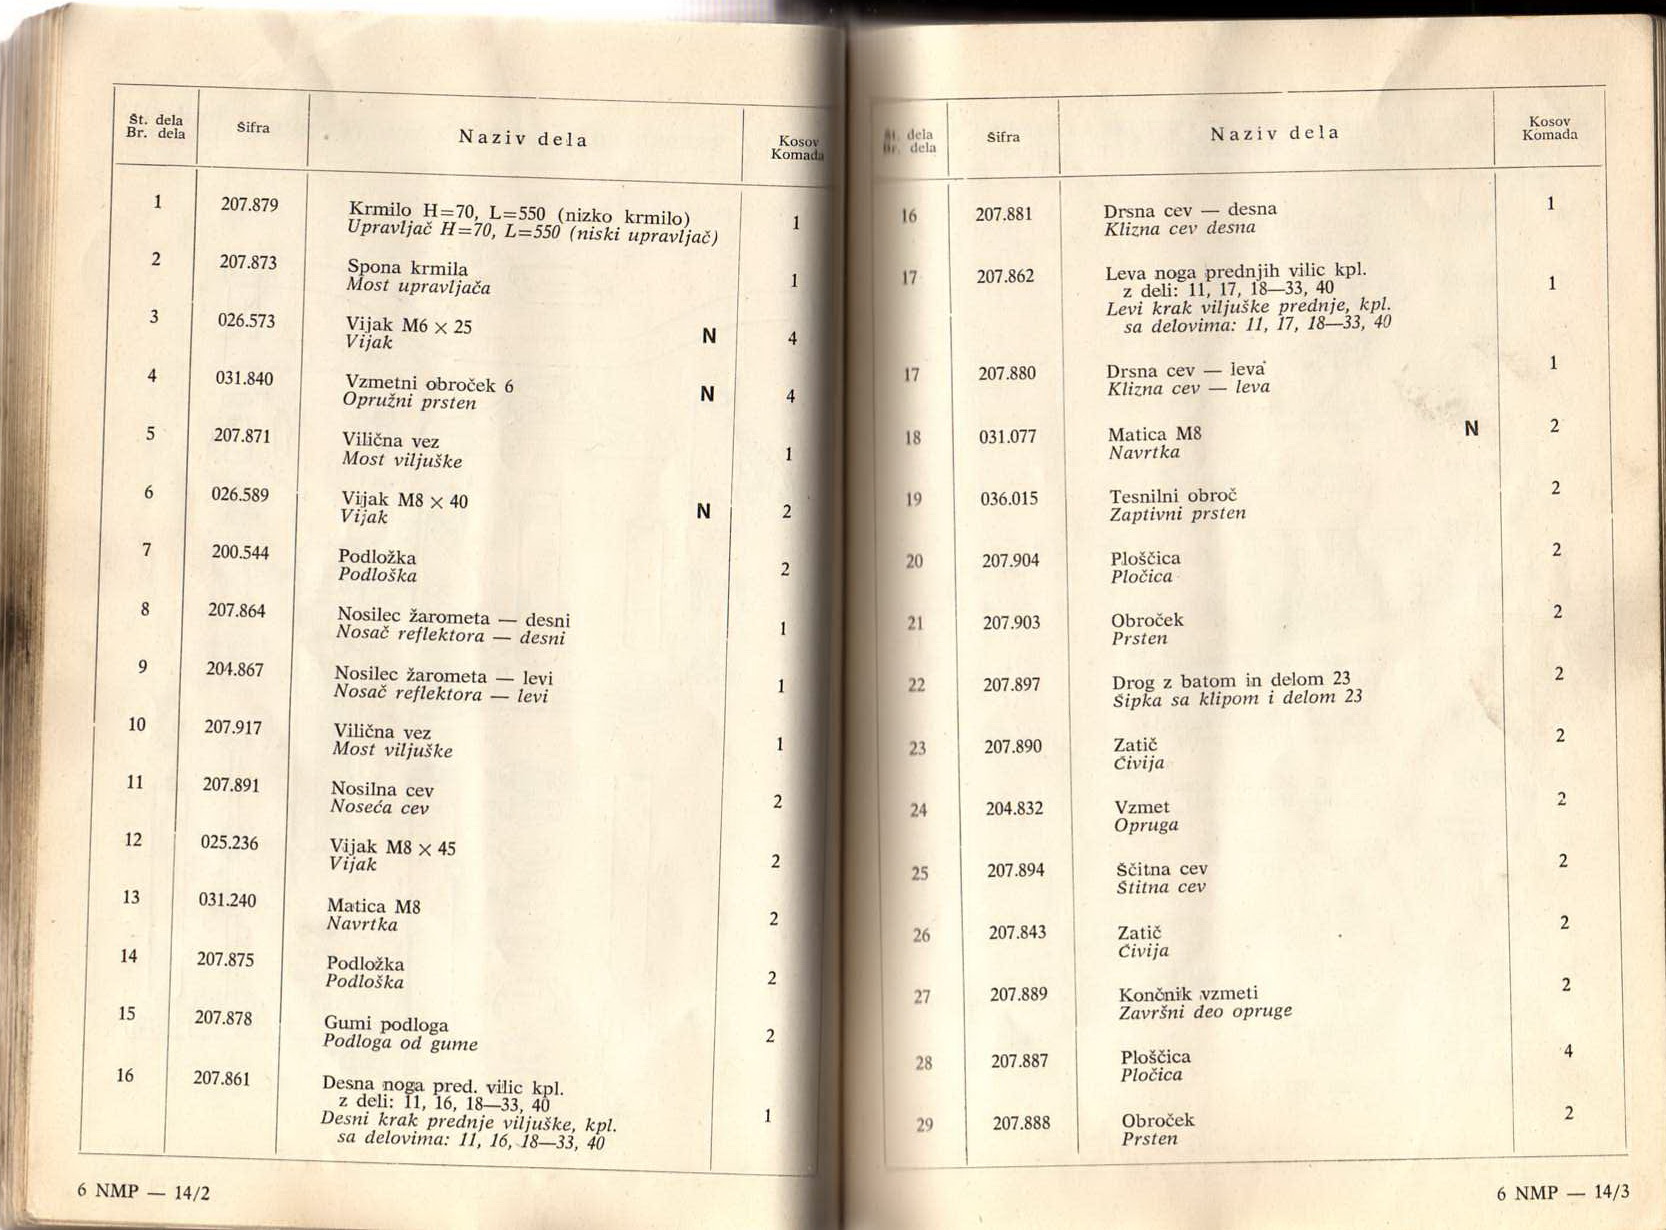 Št. dela
Br. dela
Šifra
Naziv dela
Kosov
Komada
1 207.879 Krmilo H=70, L=550 (nizko krmilo)
Upravljač H=70, L=550 (niski upravljač) 1
2 207.873 Spona krmila
Most upravljača 1
3 026.573 Vijak M6 × 25
Vijak N 4
4 031.840 Vzmetni obroček 6
Opružni prsten N 4
5 207.871 Vilična vez
Most viljuške 1
6 026.589 Vijak M8 × 40
Vijak N 2
7 200.544 Podložka
Podloška 2
8 207.864 Nosilec žarometa — desni
Nosač reflektora — desni 1
9 204.867 Nosilec žarometa — levi
Nosač reflektora — levi 1
10 207.917 Vilična vez
Most viljuške 1
11 207.891 Nosilna cev
Noseća cev 2
12 025.236 Vijak M8 × 45
Vijak 2
13 031.240 Matica M8
Navrtka 2
14 207.875 Podložka
Podloška 2
15 207.878 Gumi podloga
Podloga od gume 2
16 207.861 Desna noga pred. vilic kpl.
z deli: 11, 16, 18—33, 40
Desni krak prednje viljuške, kpl. 1
sa delovima: 11, 16, 18—33, 40
6 NMP — 14/2
dela
dela
Šifra
Naziv dela
Kosov
Komada
16 207.881 Drsna cev — desna 1
Klizna cev desna
17 207.862 Leva noga prednjih vilic kpl.
z deli: 11, 17, 18—33, 40 1
Levi krak viljuške prednje, kpl.
sa delovima: 11, 17, 18—33, 40
17 207.880 Drsna cev — leva 1
Klizna cev — leva
18 031.077 Matica M8 N 2
Navrtka
19 036.015 Tesnilni obroč 2
Zaptivni prsten
20 207.904 Ploščica 2
Pločica
21 207.903 Obroček 2
Prsten
22 207.897 Drog z batom in delom 23 2
Šipka sa klipom i delom 23
23 207.890 Zatič 2
Čivija
24 204.832 Vzmet 2
Opruga
25 207.894 Ščitna cev 2
Štitna cev
26 207.843 Zatič 2
Čivija
27 207.889 Končnik vzmeti 2
Završni deo opruge
28 207.887 Ploščica 4
Pločica
29 207.888 Obroček 2
Prsten
6 NMP — 14/3